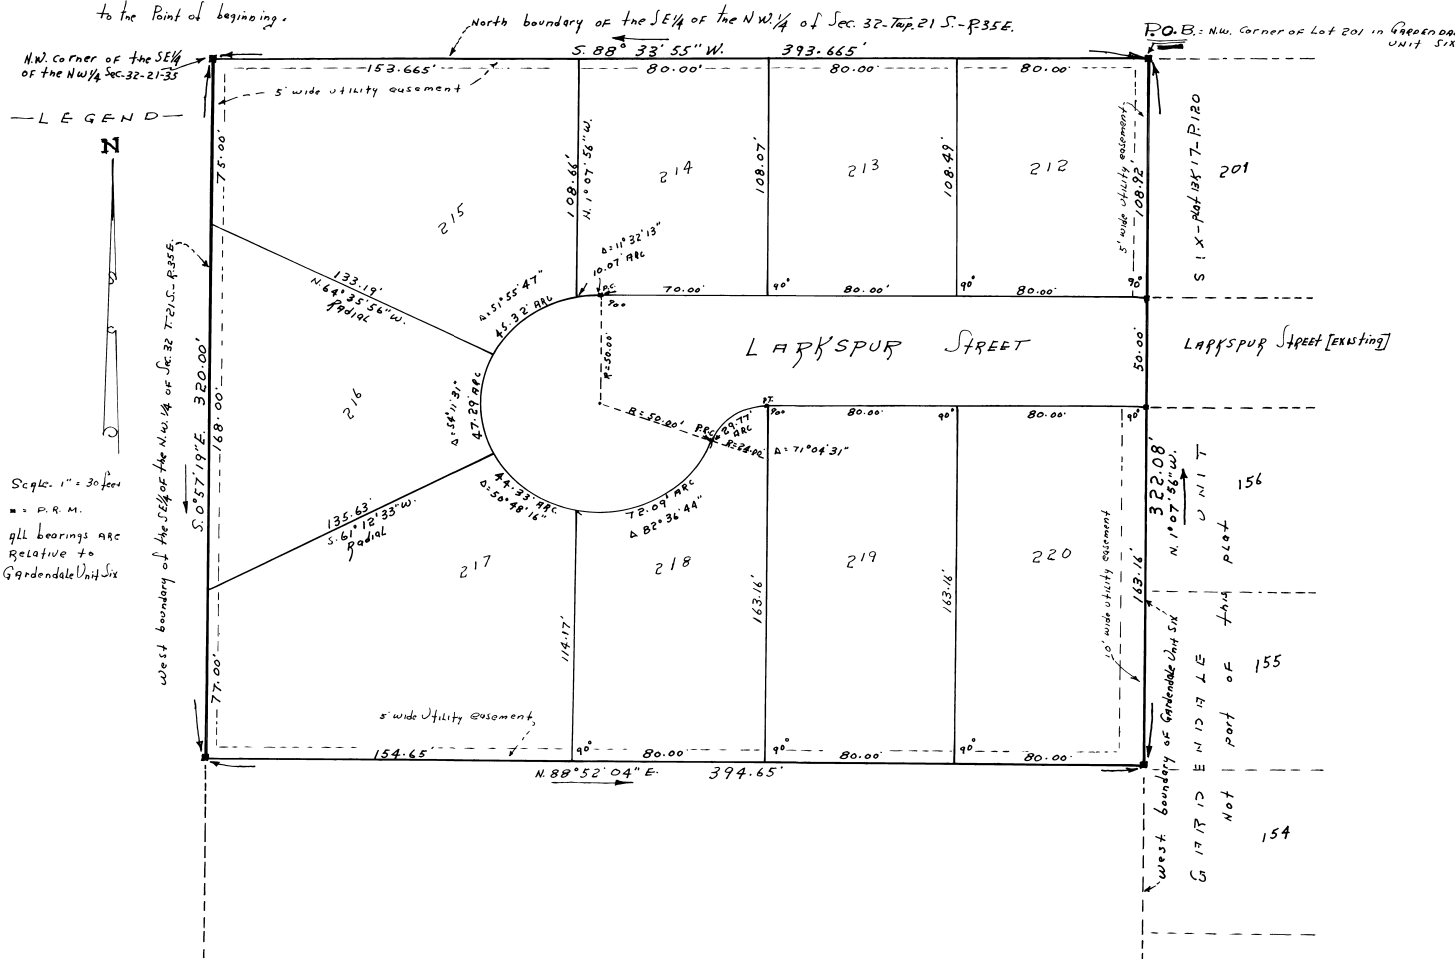 to the Point of beginning.
North boundary of the SE1/4 of the N.W.1/4 of Sec. 32-Twp. 21 S.-R.35E.
P.O.B.: N.W. Corner of Lot 201 in GARDENDA
UNIT SIX
N.W. corner of the SE1/4
of the NW1/4 Sec-32-21-35
S. 88° 33' 55" W. 393.665'
153.665'
80.00'
80.00'
80.00'
5' wide utility easement
—LEGEND—
N
75.00'
215
108.66'
N. 1° 07' 56" W.
214
108.07'
213
108.49'
212
5' wide utility easement
108.92'
SIX-plat BK 17-P.120
201
133.19'
N. 64° 35' 56" W.
Radial
Δ=51° 55' 47"
45.32' ARC
Δ=11° 32' 13"
10.07' ARC
P.C.
90°
70.00'
90°
80.00'
90°
80.00'
90°
LARKSPUR STREET
50.00'
LARKSPUR STREET [EXISTING]
West boundary of the SE1/4 of the N.W.1/4 of Sec. 32 T.21.S.-R.35E.
S. 0° 57' 19" E. 320.00'
168.00'
216
Δ=54° 11' 31"
47.29' ARC
R=50.00'
R=50.00'
P.R.C.
29.77'
ARC
R=24.00'
Δ=71° 04' 31"
P.T.
90°
80.00'
90°
80.00'
90°
Scale- 1" = 30 feet
▪ = P.R.M.
all bearings ARE
Relative to
Gardendale Unit Six
135.63'
S. 61° 12' 33" W.
Radial
44.33' ARC
Δ=50° 48' 16"
72.09' ARC
Δ 82° 36' 44"
322.08'
N. 1° 07' 56" W.
UNIT
156
217
218
219
220
114.17'
163.16'
163.16'
163.16'
10' wide utility easement
77.00'
5' wide Utility easement
154.65'
90°
80.00'
90°
80.00'
90°
80.00'
N. 88° 52' 04" E. 394.65'
West boundary of Gardendale Unit Six
GARDENDALE
Not part of this plat
155
154